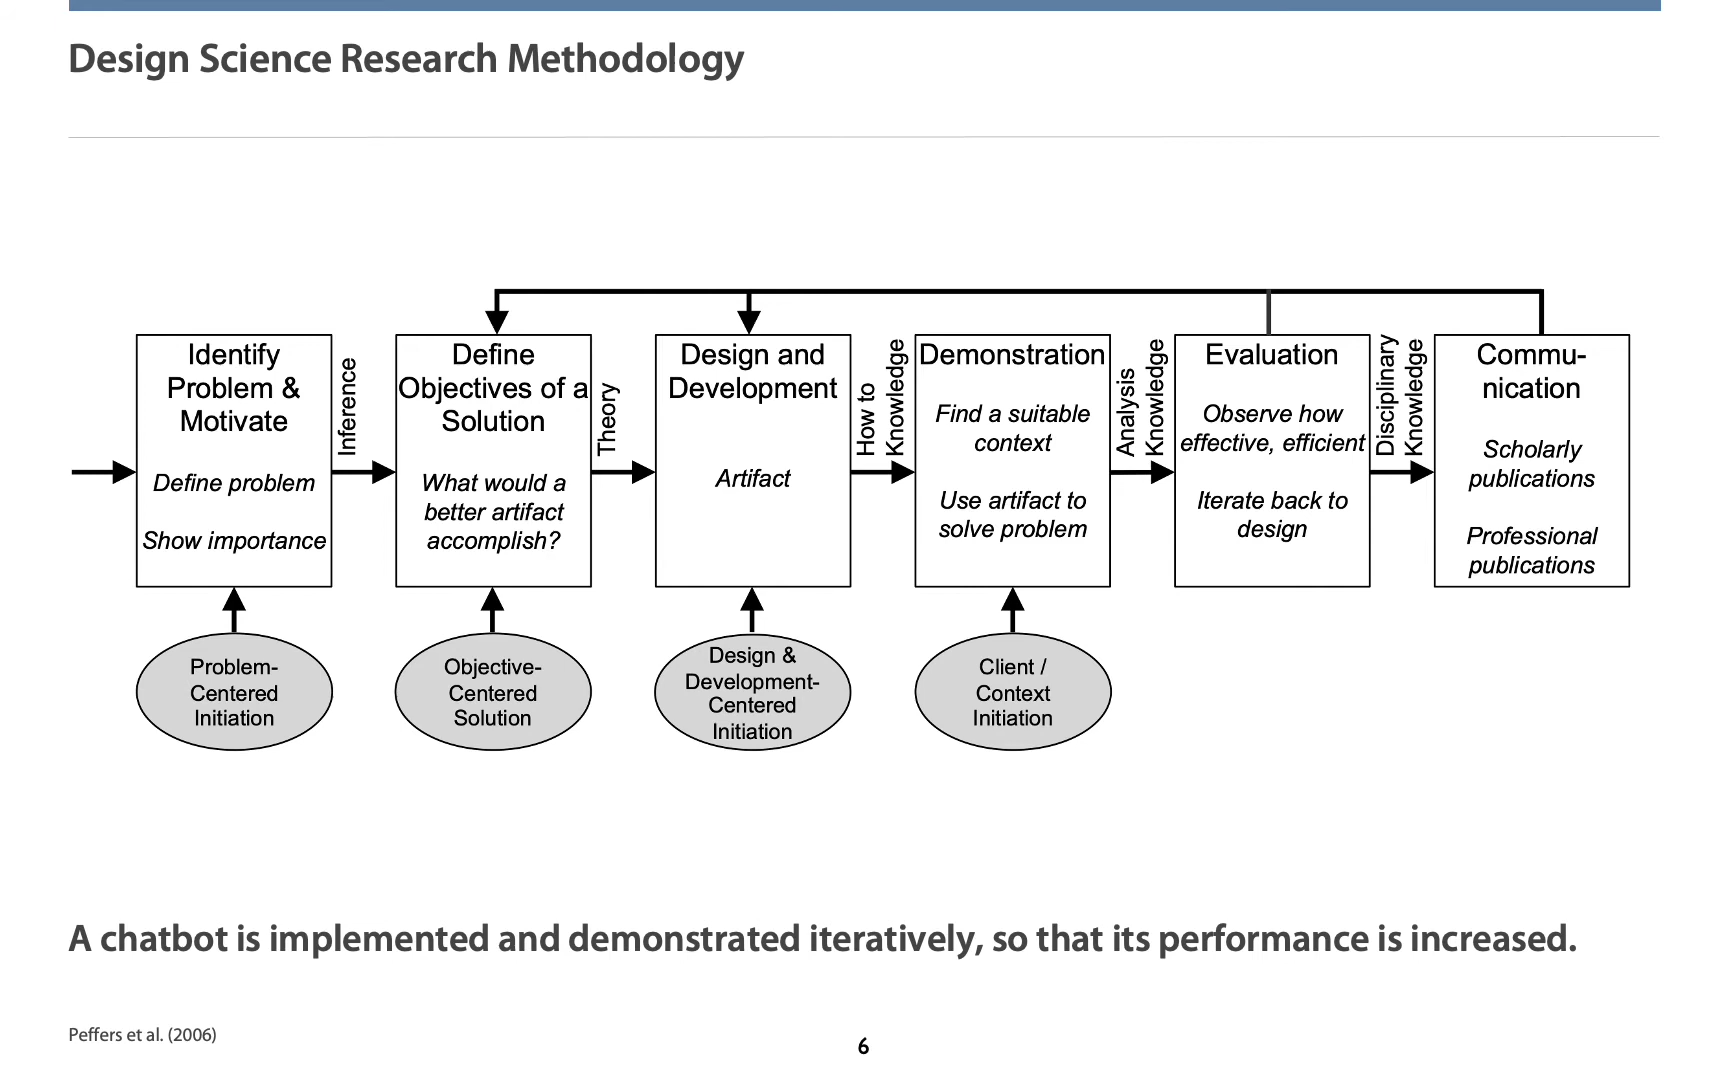 Design Science Research Methodology
Identify
Problem &
Motivate
Define problem
Show importance
Inference
Define
Objectives of a
Solution
What would a
better artifact
accomplish?
Theory
Design and
Development
Artifact
How to
Knowledge
Demonstration
Find a suitable
context
Use artifact to
solve problem
Analysis
Knowledge
Evaluation
Observe how
effective, efficient
Iterate back to
design
Disciplinary
Knowledge
Commu-
nication
Scholarly
publications
Professional
publications
Problem-
Centered
Initiation
Objective-
Centered
Solution
Design &
Development-
Centered
Initiation
Client /
Context
Initiation
A chatbot is implemented and demonstrated iteratively, so that its performance is increased.
Peffers et al. (2006)
6